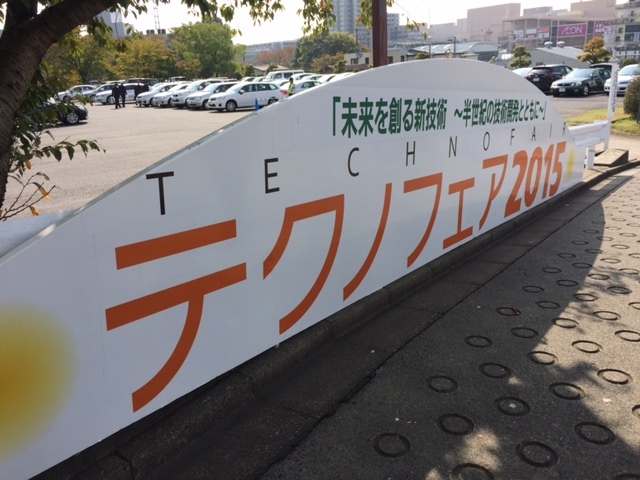 「未来を創る新技術 ～半世紀の技術開発とともに～」
TECHNOFAIR
テクノフェア2015
AEON